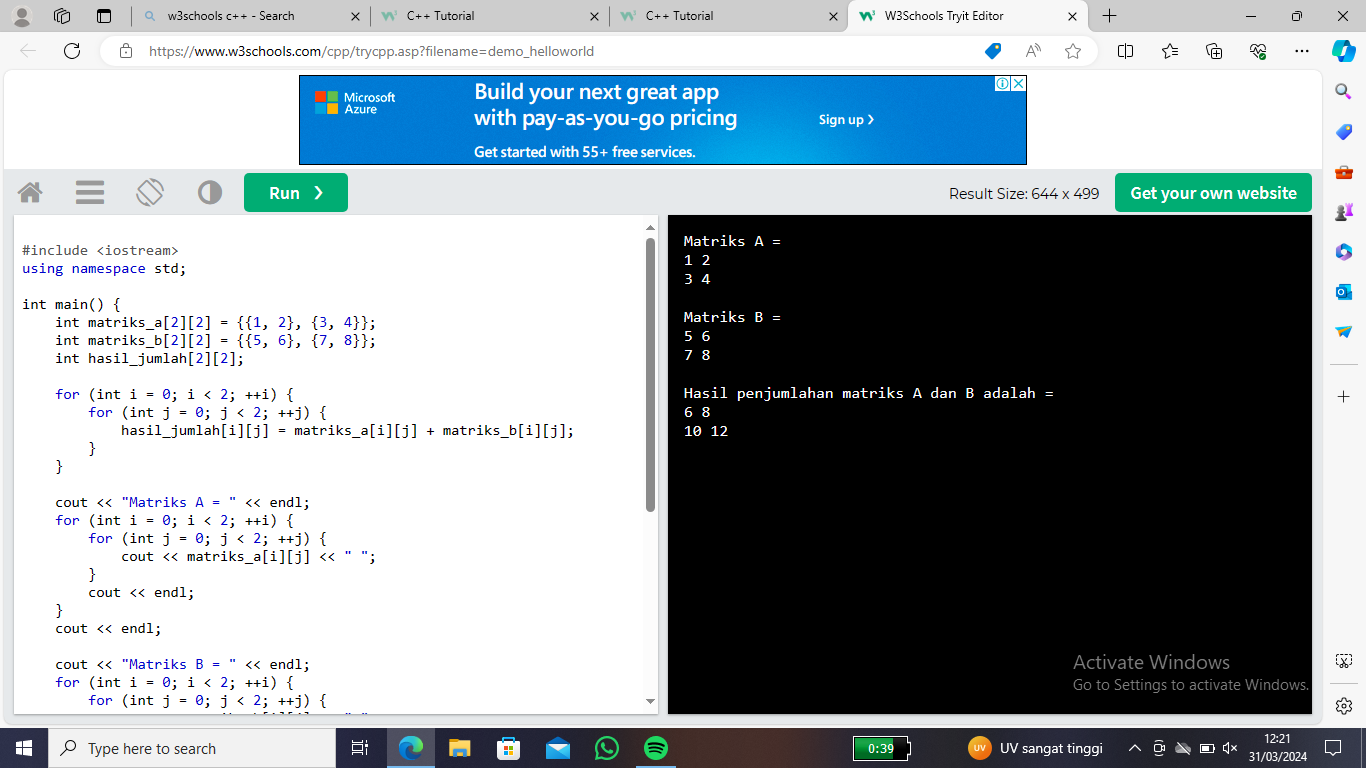 w3schools c++ - Search
C++ Tutorial
C++ Tutorial
W3Schools Tryit Editor
https://www.w3schools.com/cpp/trycpp.asp?filename=demo_helloworld
Microsoft
Azure
Build your next great app
with pay-as-you-go pricing
Get started with 55+ free services.
Sign up >
Run ❯
Result Size: 644 x 499
Get your own website
#include <iostream>
using namespace std;
int main() {
    int matriks_a[2][2] = {{1, 2}, {3, 4}};
    int matriks_b[2][2] = {{5, 6}, {7, 8}};
    int hasil_jumlah[2][2];
    for (int i = 0; i < 2; ++i) {
        for (int j = 0; j < 2; ++j) {
            hasil_jumlah[i][j] = matriks_a[i][j] + matriks_b[i][j];
        }
    }
    cout << "Matriks A = " << endl;
    for (int i = 0; i < 2; ++i) {
        for (int j = 0; j < 2; ++j) {
            cout << matriks_a[i][j] << " ";
        }
        cout << endl;
    }
    cout << endl;
    cout << "Matriks B = " << endl;
    for (int i = 0; i < 2; ++i) {
        for (int j = 0; j < 2; ++j) {
Matriks A =
1 2
3 4
Matriks B =
5 6
7 8
Hasil penjumlahan matriks A dan B adalah =
6 8
10 12
Activate Windows
Go to Settings to activate Windows.
Type here to search
0:39
UV
UV sangat tinggi
12:21
31/03/2024